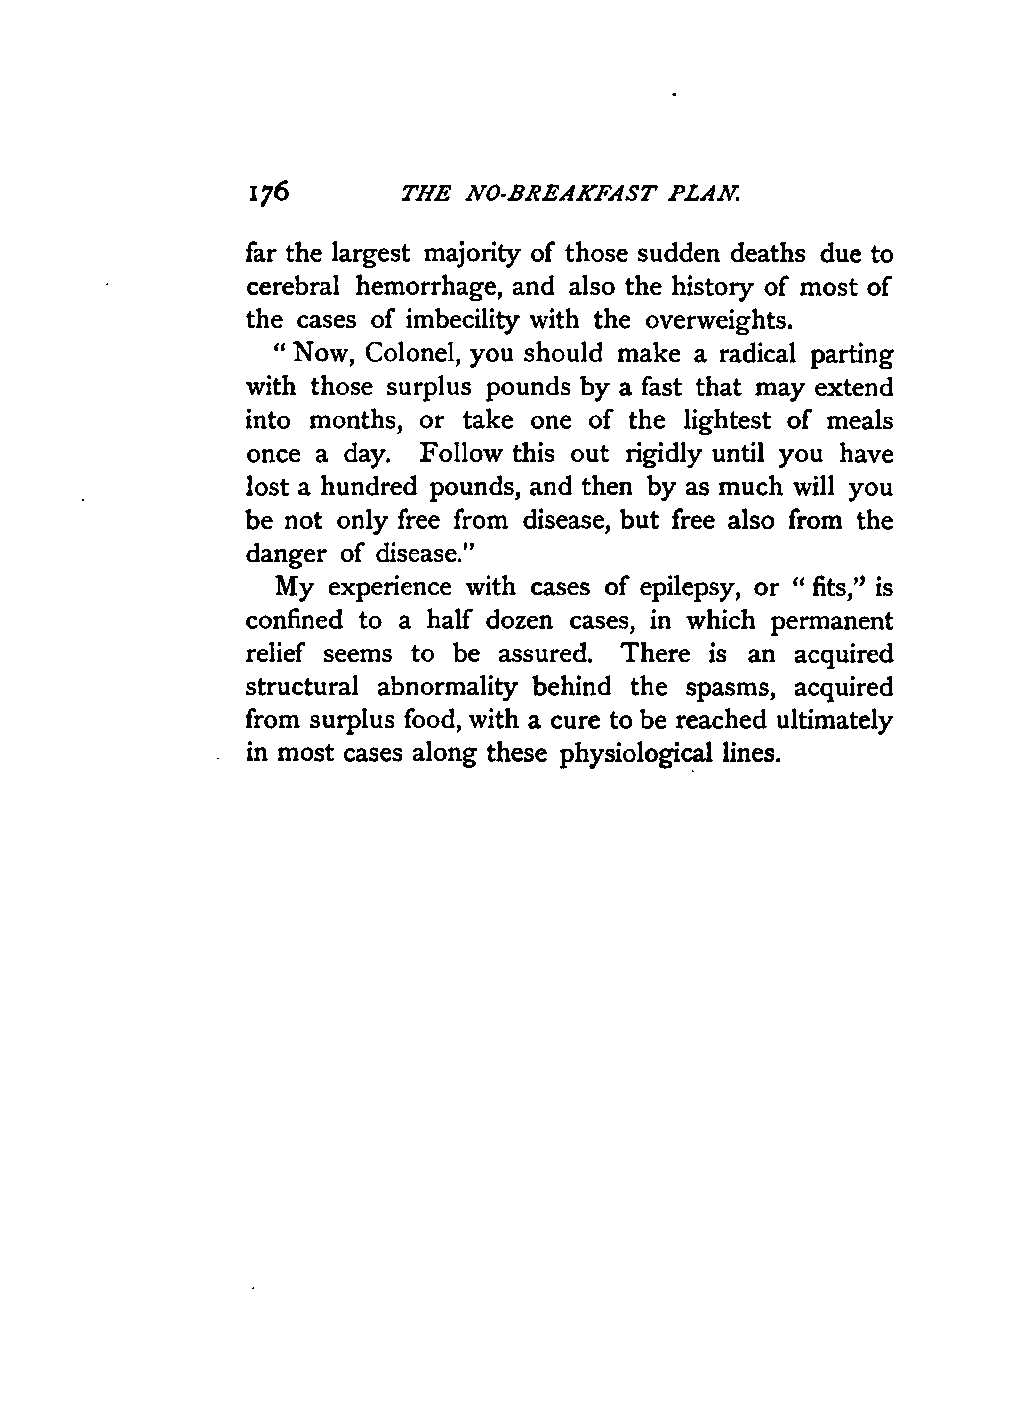 176 THE NO-BREAKFAST PLAN.
far the largest majority of those sudden deaths due to
cerebral hemorrhage, and also the history of most of
the cases of imbecility with the overweights.
“ Now, Colonel, you should make a radical parting
with those surplus pounds by a fast that may extend
into months, or take one of the lightest of meals
once a day. Follow this out rigidly until you have
lost a hundred pounds, and then by as much will you
be not only free from disease, but free also from the
danger of disease."
My experience with cases of epilepsy, or “ fits,” is
confined to a half dozen cases, in which permanent
relief seems to be assured. There is an acquired
structural abnormality behind the spasms, acquired
from surplus food, with a cure to be reached ultimately
in most cases along these physiological lines.